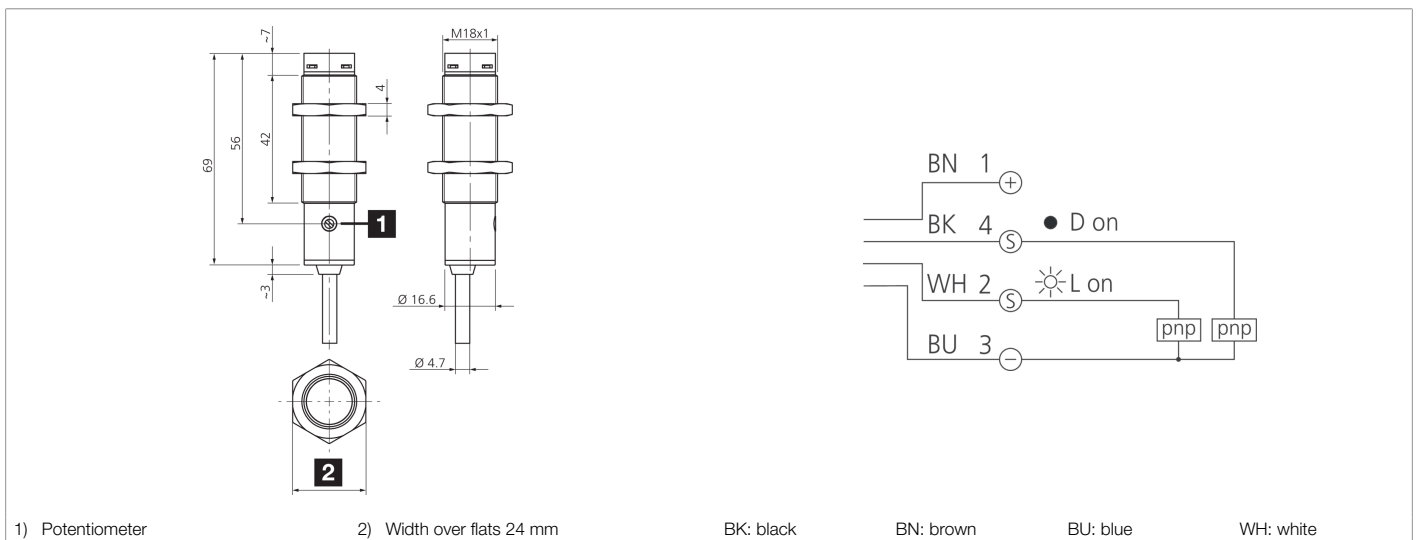 ~7
M18x1
4
42
56
69
1
~3
Ø 16.6
Ø 4.7
2
BN 1 +
BK 4 S ● D on
WH 2 S L on
pnp pnp
BU 3 −
1) Potentiometer 2) Width over flats 24 mm BK: black BN: brown BU: blue WH: white